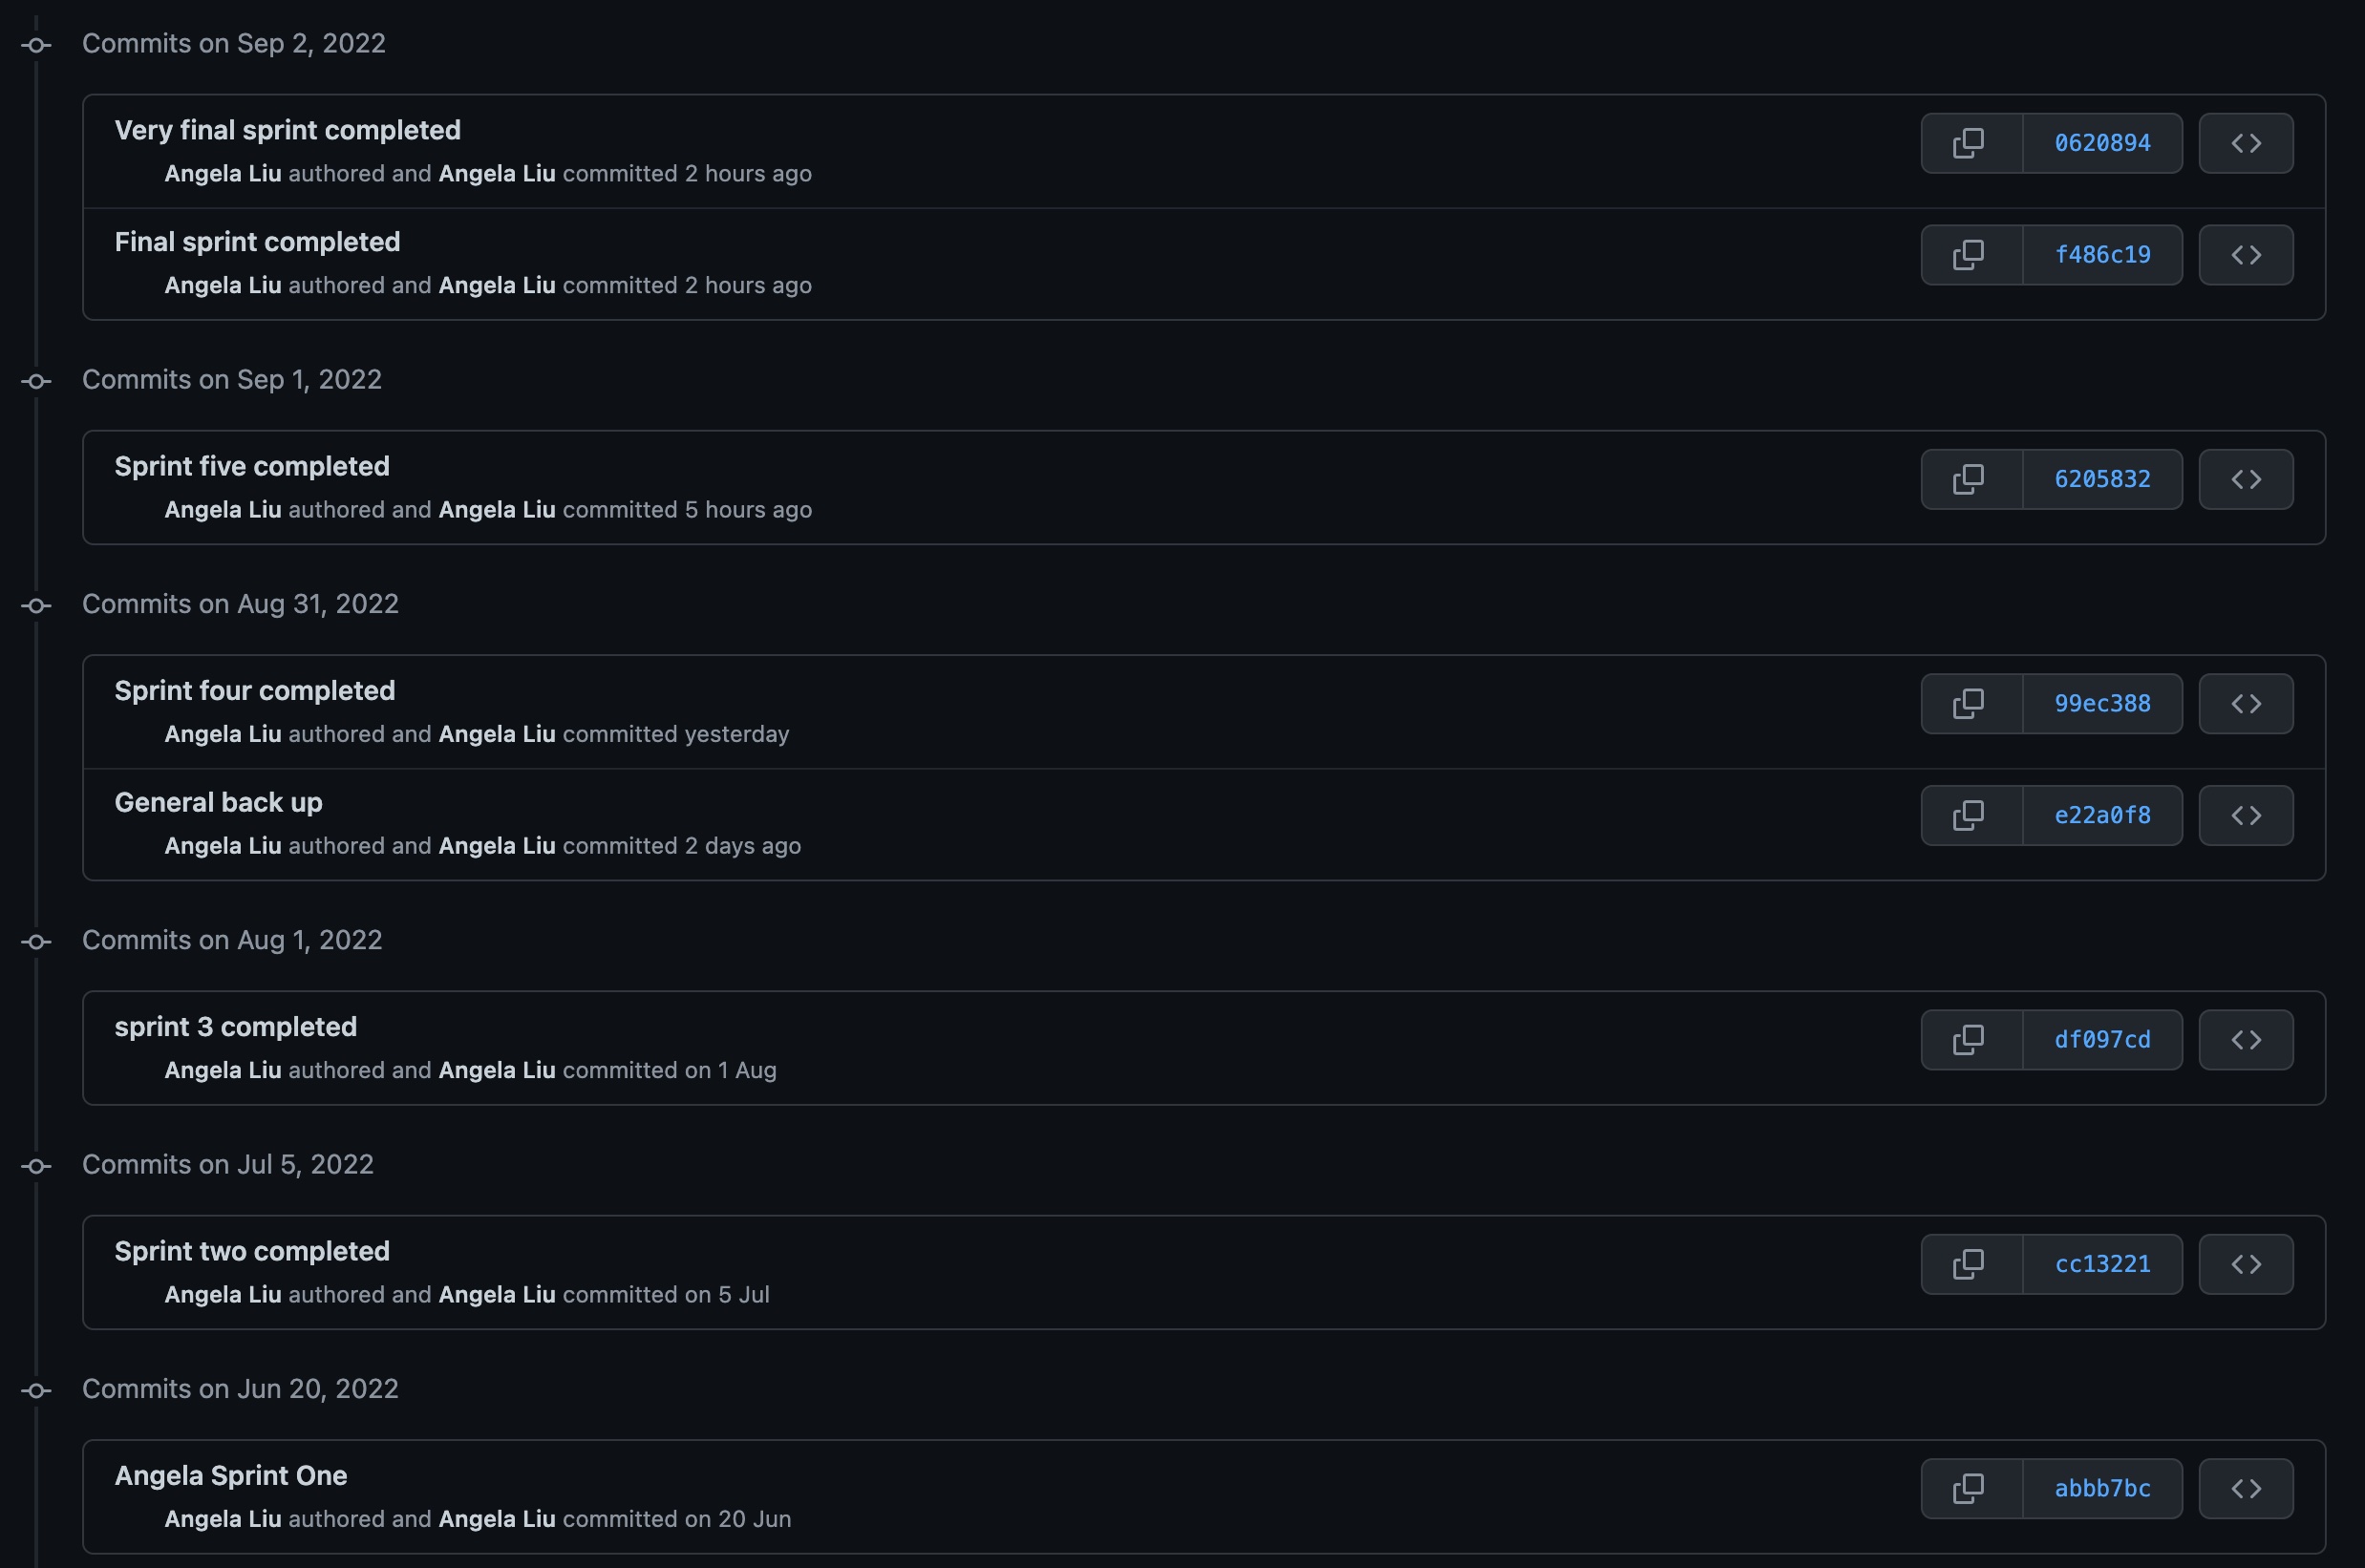 Commits on Sep 2, 2022
Very final sprint completed
Angela Liu authored and Angela Liu committed 2 hours ago
0620894
Final sprint completed
Angela Liu authored and Angela Liu committed 2 hours ago
f486c19
Commits on Sep 1, 2022
Sprint five completed
Angela Liu authored and Angela Liu committed 5 hours ago
6205832
Commits on Aug 31, 2022
Sprint four completed
Angela Liu authored and Angela Liu committed yesterday
99ec388
General back up
Angela Liu authored and Angela Liu committed 2 days ago
e22a0f8
Commits on Aug 1, 2022
sprint 3 completed
Angela Liu authored and Angela Liu committed on 1 Aug
df097cd
Commits on Jul 5, 2022
Sprint two completed
Angela Liu authored and Angela Liu committed on 5 Jul
cc13221
Commits on Jun 20, 2022
Angela Sprint One
Angela Liu authored and Angela Liu committed on 20 Jun
abbb7bc